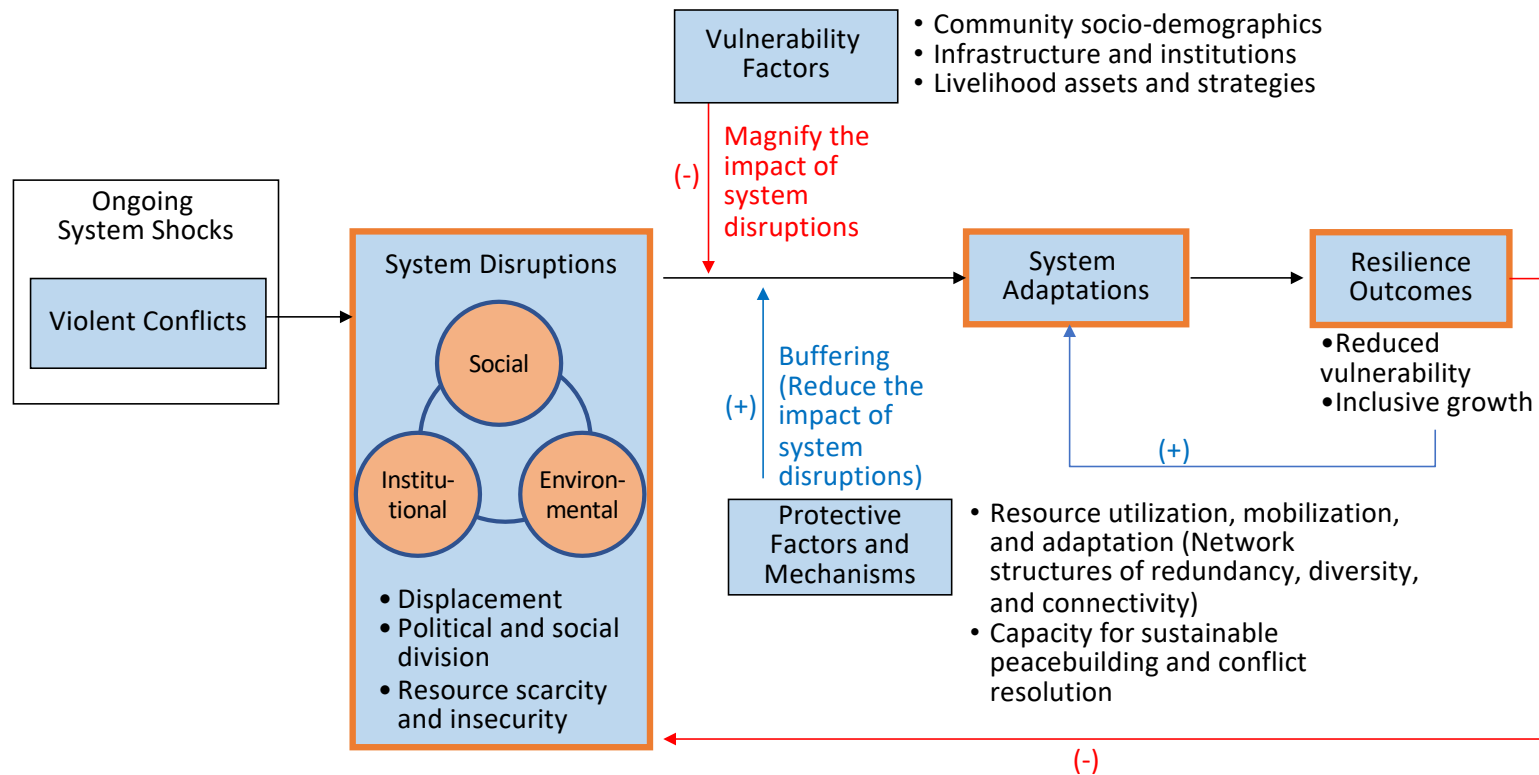 Vulnerability
Factors
• Community socio-demographics
• Infrastructure and institutions
• Livelihood assets and strategies
(-)
Magnify the
impact of
system
disruptions
Ongoing
System Shocks
Violent Conflicts
System Disruptions
Social
Institu-
tional
Environ-
mental
• Displacement
• Political and social
division
• Resource scarcity
and insecurity
System
Adaptations
Resilience
Outcomes
•Reduced
vulnerability
•Inclusive growth
(+)
(+)
Buffering
(Reduce the
impact of
system
disruptions)
Protective
Factors and
Mechanisms
• Resource utilization, mobilization,
and adaptation (Network
structures of redundancy, diversity,
and connectivity)
• Capacity for sustainable
peacebuilding and conflict
resolution
(-)